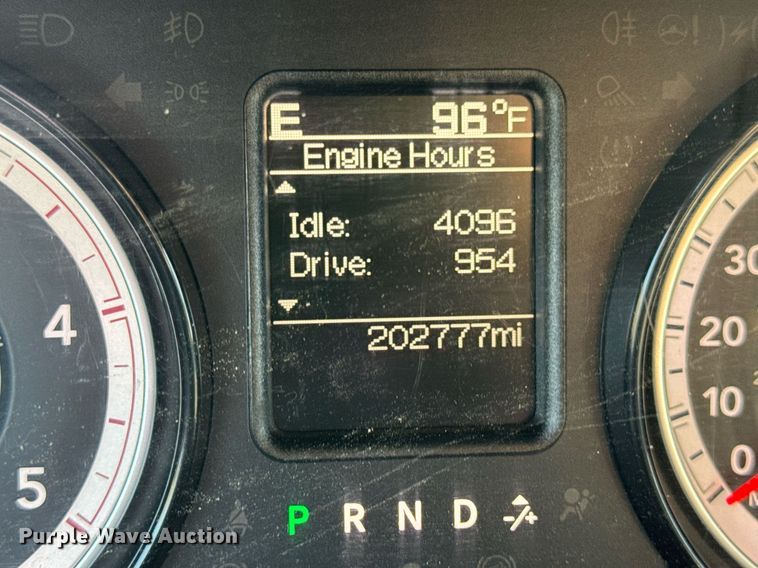 E 96°F
Engine Hours
Idle: 4096
Drive: 954
202777mi
4
5
30
20
10
0
P R N D -/+
Purple Wave Auction